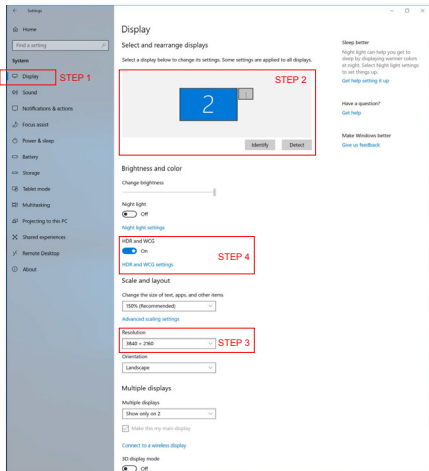 Settings
Home
Find a setting
System
Display
STEP 1
Sound
Notifications & actions
Focus assist
Power & sleep
Battery
Storage
Tablet mode
Multitasking
Projecting to this PC
Shared experiences
Remote Desktop
About
Display
Select and rearrange displays
Select a display below to change its settings. Some settings are applied to all displays.
STEP 2
2
1
Identify
Detect
Brightness and color
Change brightness
Night light
Off
Night light settings
HDR and WCG
On
STEP 4
HDR and WCG settings
Scale and layout
Change the size of text, apps, and other items
150% (Recommended)
Advanced scaling settings
Resolution
3840 × 2160
STEP 3
Orientation
Landscape
Multiple displays
Multiple displays
Show only on 2
Make this my main display
Connect to a wireless display
3D display mode
Off
Sleep better
Night light can help you get to
sleep by displaying warmer colors
at night. Select Night light settings
to set things up.
Get help setting it up
Have a question?
Get help
Make Windows better
Give us feedback